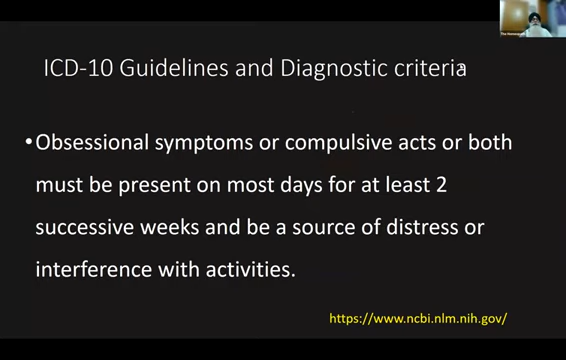 ICD-10 Guidelines and Diagnostic criteria
•Obsessional symptoms or compulsive acts or both
must be present on most days for at least 2
successive weeks and be a source of distress or
interference with activities.
https://www.ncbi.nlm.nih.gov/